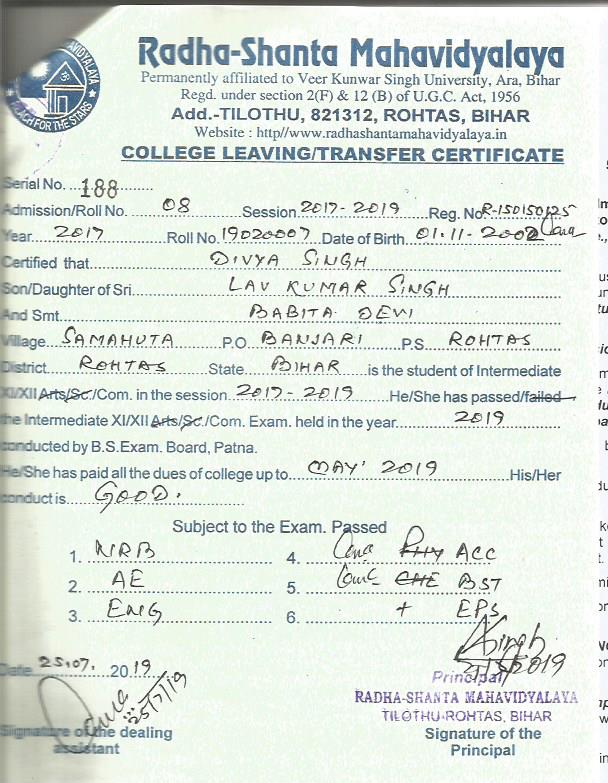 MAHAVIDYALAYA
REACH FOR THE STARS
Radha-Shanta Mahavidyalaya
Permanently affiliated to Veer Kunwar Singh University, Ara, Bihar
Regd. under section 2(F) & 12 (B) of U.G.C. Act, 1956
Add.-TILOTHU, 821312, ROHTAS, BIHAR
Website : http//www.radhashantamahavidyalaya.in
COLLEGE LEAVING/TRANSFER CERTIFICATE
Serial No. 188
Admission/Roll No. 08 Session 2017-2019 Reg. No R-150150125
Year 2017 Roll No. 19020007 Date of Birth 01.11-2002
Certified that DIVYA SINGH
Son/Daughter of Sri LAV KUMAR SINGH
And Smt. BABITA DEVI
Village SAMAHUTA P.O. BANJARI P.S ROHTAS
District ROHTAS State BIHAR is the student of Intermediate
XI/XII Arts/Sc/Com. in the session 2017-2019 He/She has passed/failed
the Intermediate XI/XII Arts/Sc/Com. Exam. held in the year 2019
conducted by B.S.Exam. Board, Patna.
He/She has paid all the dues of college up to MAY' 2019 His/Her
conduct is GOOD.
Subject to the Exam. Passed
1. NRB 4. PHY ACC
2. AE 5. CHE BST
3. ENG 6. + EPS
Date 25.07. 2019
25/7/19
Singh
2019
Principal
RADHA-SHANTA MAHAVIDYALAYA
TILOTHU-ROHTAS, BIHAR
Signature of the dealing assistant
Signature of the
Principal